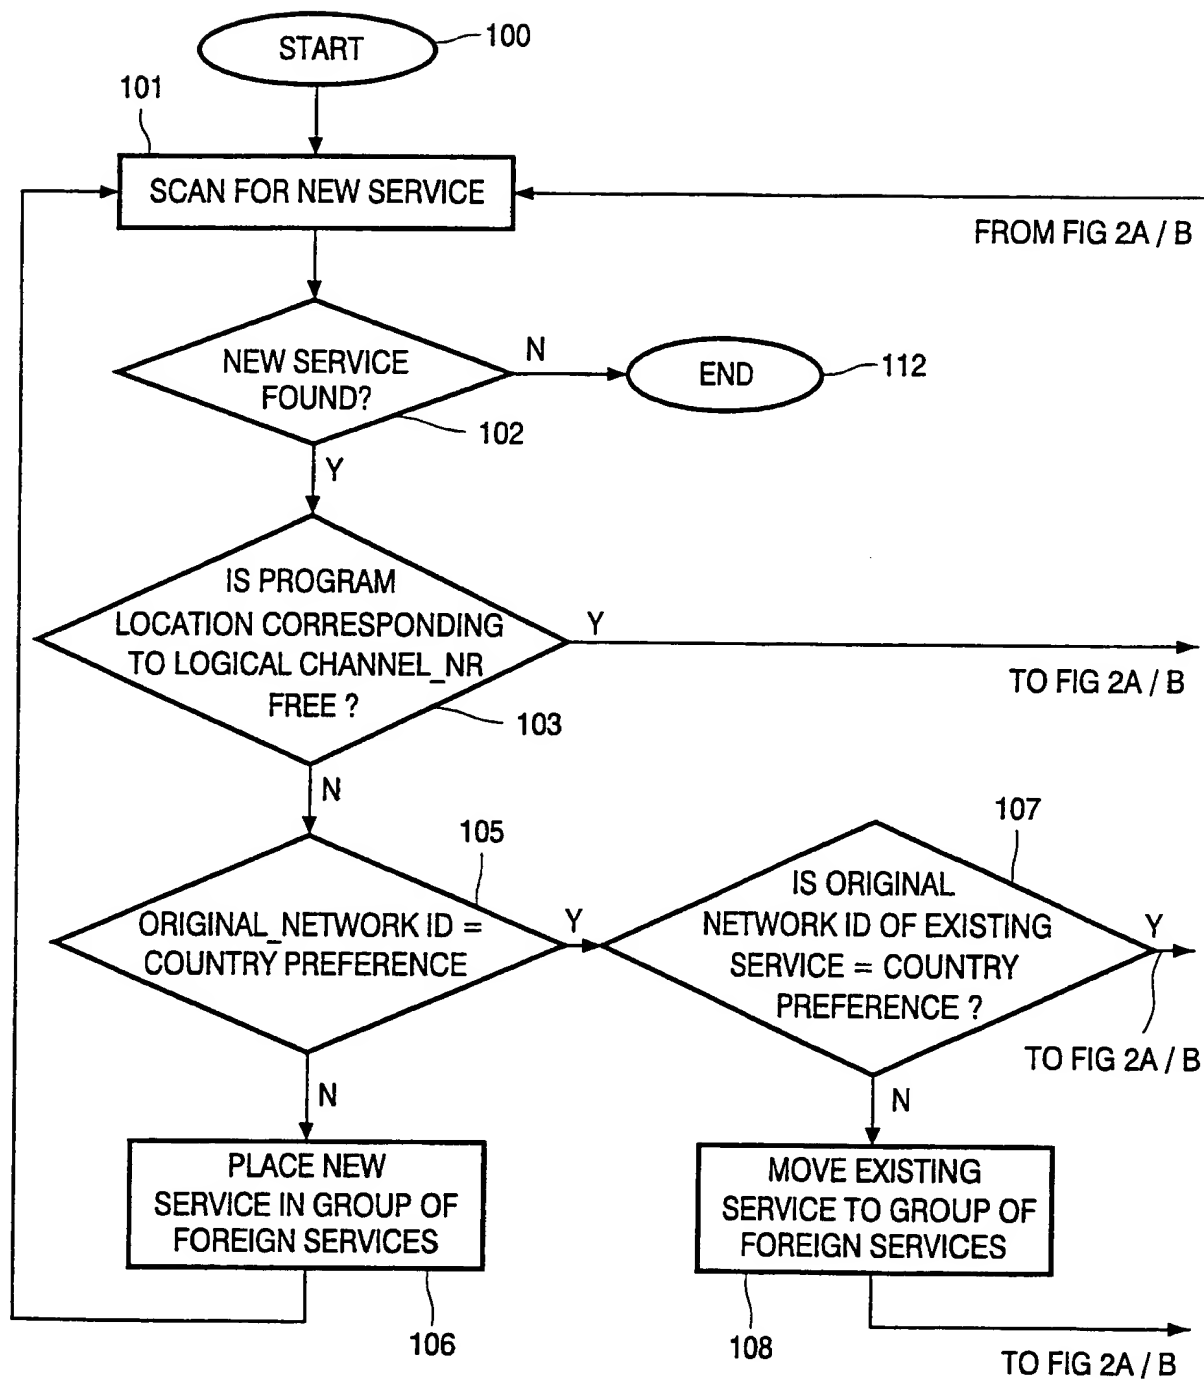 START
100
101
SCAN FOR NEW SERVICE
FROM FIG 2A / B
NEW SERVICE
FOUND?
N
END
112
102
Y
IS PROGRAM
LOCATION CORRESPONDING
TO LOGICAL CHANNEL_NR
FREE ?
Y
TO FIG 2A / B
103
N
105
107
ORIGINAL_NETWORK ID =
COUNTRY PREFERENCE
Y
IS ORIGINAL
NETWORK ID OF EXISTING
SERVICE = COUNTRY
PREFERENCE ?
Y
TO FIG 2A / B
N
N
PLACE NEW
SERVICE IN GROUP OF
FOREIGN SERVICES
MOVE EXISTING
SERVICE TO GROUP OF
FOREIGN SERVICES
106
108
TO FIG 2A / B